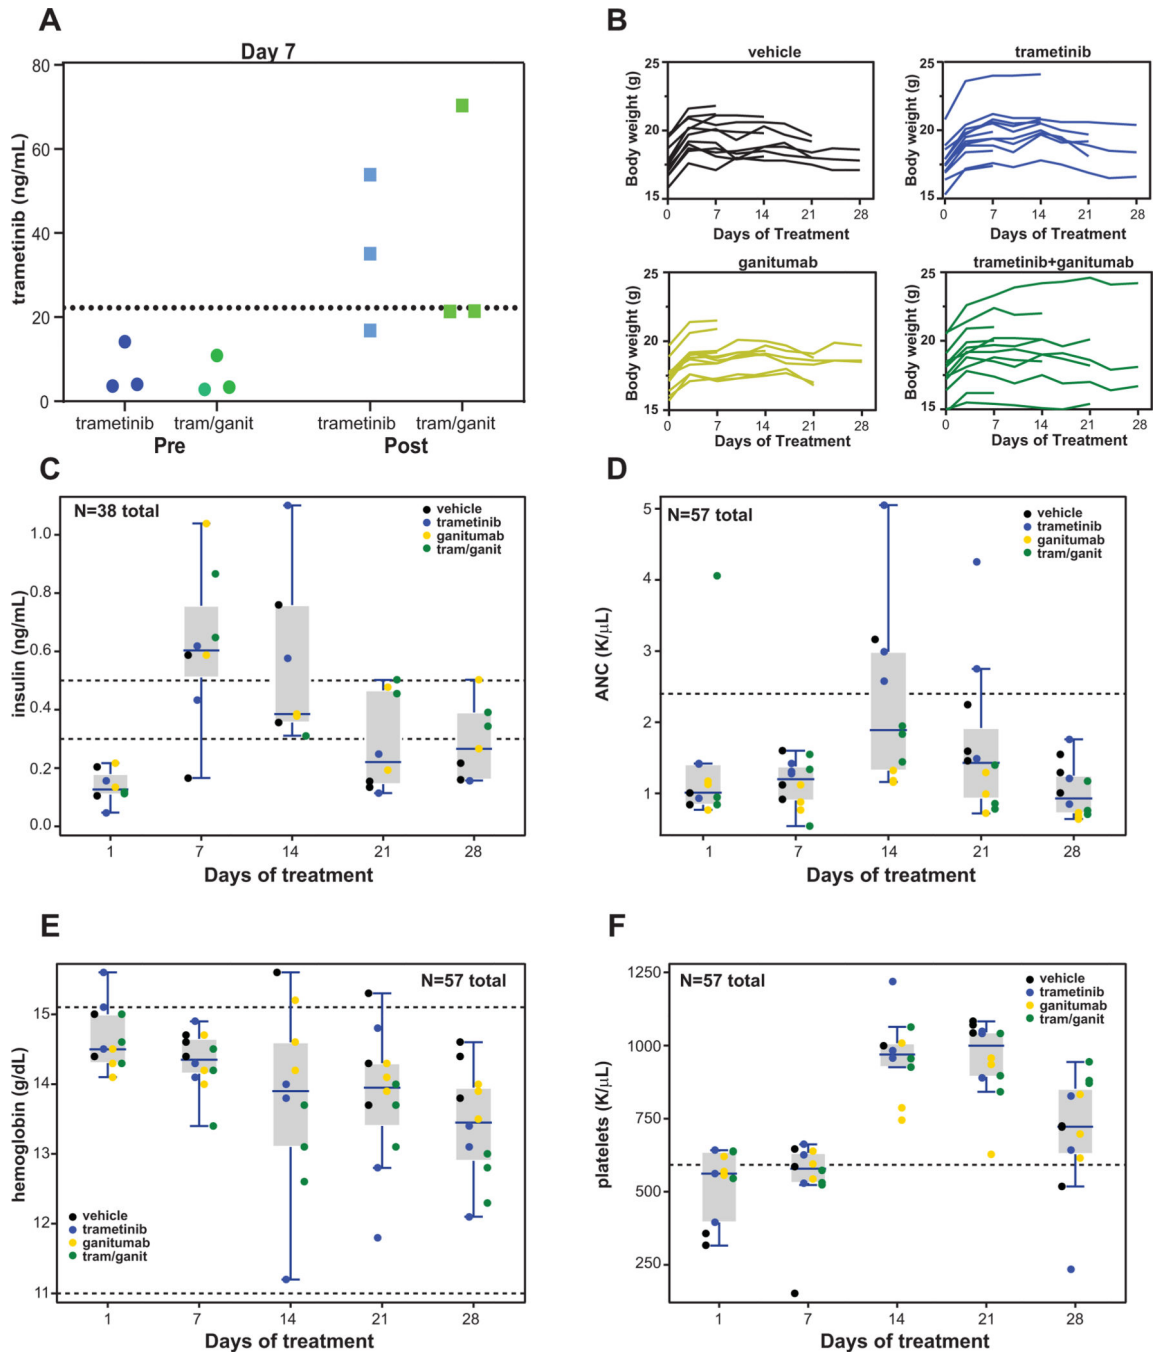 A
Day 7
trametinib (ng/mL)
80
60
40
20
0
trametinib
tram/ganit
trametinib
tram/ganit
Pre
Post
B
vehicle
Body weight (g)
25
20
15
0 7 14 21 28
Days of Treatment
trametinib
Body weight (g)
25
20
15
0 7 14 21 28
Days of Treatment
ganitumab
Body weight (g)
25
20
15
0 7 14 21 28
Days of Treatment
trametinib+ganitumab
Body weight (g)
25
20
15
0 7 14 21 28
Days of Treatment
C
N=38 total
vehicle
trametinib
ganitumab
tram/ganit
insulin (ng/mL)
1.0
0.8
0.6
0.4
0.2
0.0
1 7 14 21 28
Days of treatment
D
N=57 total
vehicle
trametinib
ganitumab
tram/ganit
ANC (K/μL)
5
4
3
2
1
1 7 14 21 28
Days of treatment
E
N=57 total
hemoglobin (g/dL)
15
14
13
12
11
vehicle
trametinib
ganitumab
tram/ganit
1 7 14 21 28
Days of treatment
F
N=57 total
vehicle
trametinib
ganitumab
tram/ganit
platelets (K/μL)
1250
1000
750
500
250
1 7 14 21 28
Days of treatment